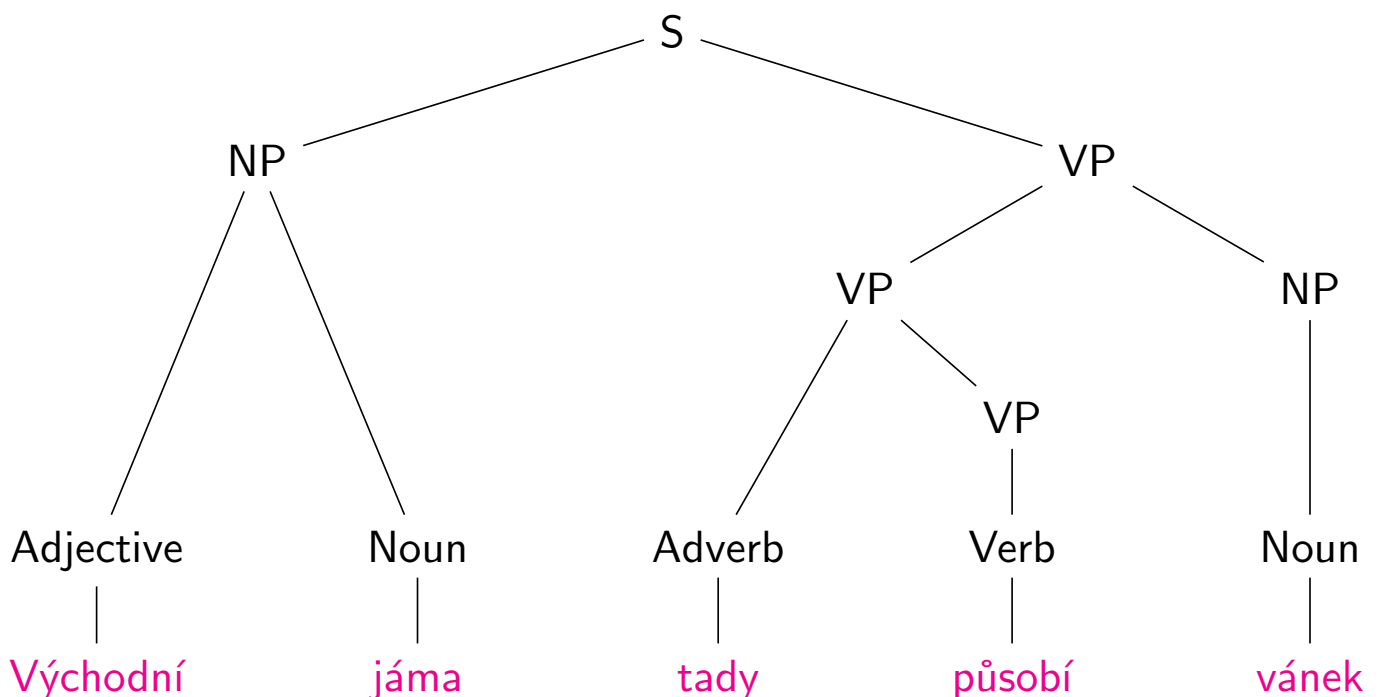 S
NP VP
VP NP
VP
Adjective Noun Adverb Verb Noun
Východní jáma tady působí vánek